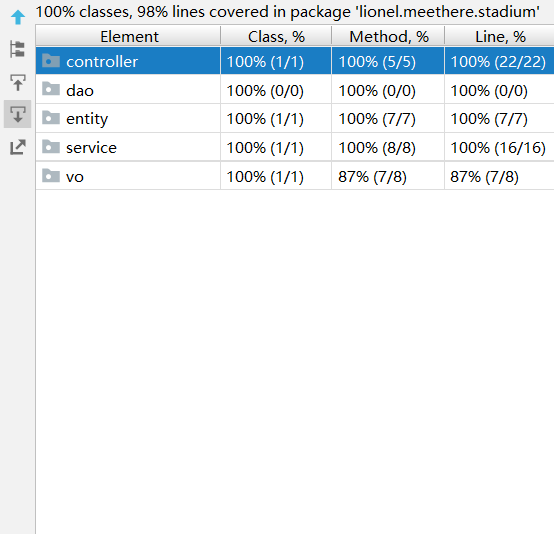 100% classes, 98% lines covered in package 'lionel.meethere.stadium'
Element Class, % Method, % Line, %
controller 100% (1/1) 100% (5/5) 100% (22/22)
dao 100% (0/0) 100% (0/0) 100% (0/0)
entity 100% (1/1) 100% (7/7) 100% (7/7)
service 100% (1/1) 100% (8/8) 100% (16/16)
vo 100% (1/1) 87% (7/8) 87% (7/8)